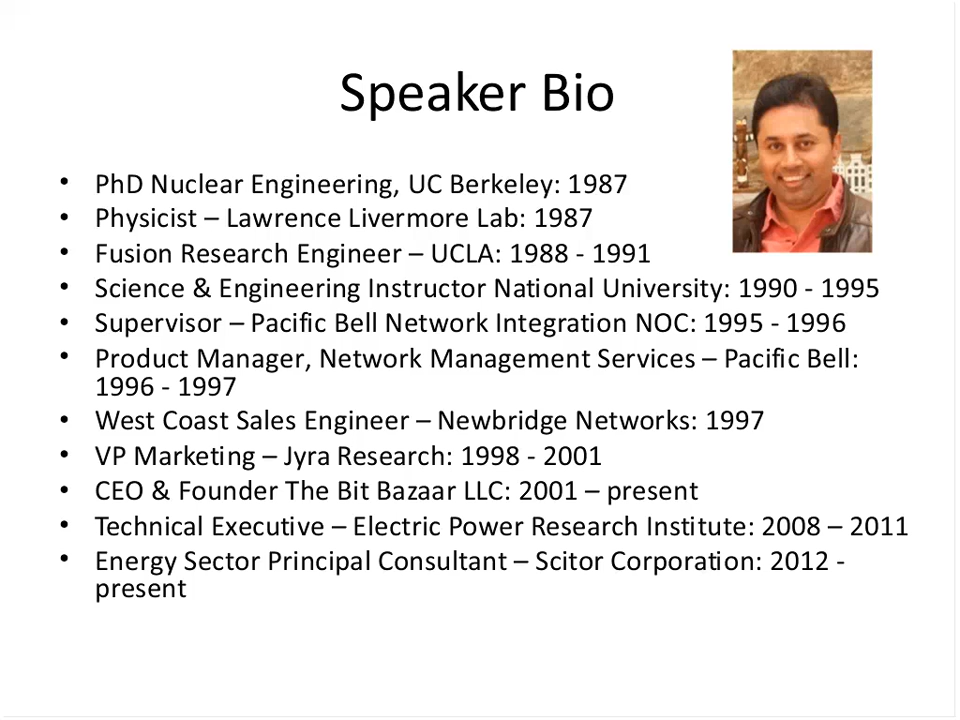 Speaker Bio
• PhD Nuclear Engineering, UC Berkeley: 1987
• Physicist – Lawrence Livermore Lab: 1987
• Fusion Research Engineer – UCLA: 1988 - 1991
• Science & Engineering Instructor National University: 1990 - 1995
• Supervisor – Pacific Bell Network Integration NOC: 1995 - 1996
• Product Manager, Network Management Services – Pacific Bell:
1996 - 1997
• West Coast Sales Engineer – Newbridge Networks: 1997
• VP Marketing – Jyra Research: 1998 - 2001
• CEO & Founder The Bit Bazaar LLC: 2001 – present
• Technical Executive – Electric Power Research Institute: 2008 – 2011
• Energy Sector Principal Consultant – Scitor Corporation: 2012 -
present